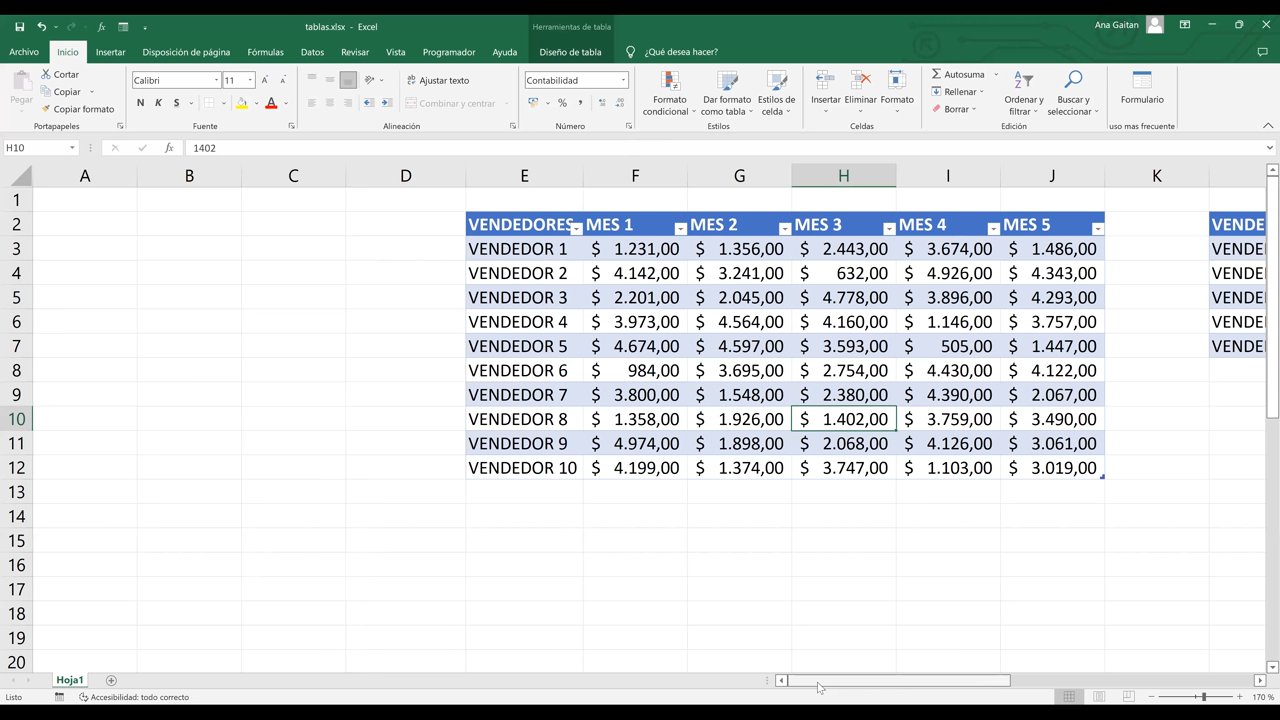 tablas.xlsx - Excel
Herramientas de tabla
Ana Gaitan
Archivo Inicio Insertar Disposición de página Fórmulas Datos Revisar Vista Programador Ayuda Diseño de tabla ¿Qué desea hacer?
Pegar
Cortar
Copiar
Copiar formato
Portapapeles
Calibri 11
N K S
Fuente
Ajustar texto
Combinar y centrar
Alineación
Contabilidad
%
Número
Formato condicional
Dar formato como tabla
Estilos de celda
Estilos
Insertar Eliminar Formato
Celdas
Autosuma
Rellenar
Borrar
Ordenar y filtrar
Buscar y seleccionar
Edición
Formulario
uso mas frecuente
H10 fx 1402
A B C D E F G H I J K
1
2 VENDEDORES MES 1 MES 2 MES 3 MES 4 MES 5 VENDE
3 VENDEDOR 1 $ 1.231,00 $ 1.356,00 $ 2.443,00 $ 3.674,00 $ 1.486,00 VENDE
4 VENDEDOR 2 $ 4.142,00 $ 3.241,00 $ 632,00 $ 4.926,00 $ 4.343,00 VENDE
5 VENDEDOR 3 $ 2.201,00 $ 2.045,00 $ 4.778,00 $ 3.896,00 $ 4.293,00 VENDE
6 VENDEDOR 4 $ 3.973,00 $ 4.564,00 $ 4.160,00 $ 1.146,00 $ 3.757,00 VENDE
7 VENDEDOR 5 $ 4.674,00 $ 4.597,00 $ 3.593,00 $ 505,00 $ 1.447,00 VENDE
8 VENDEDOR 6 $ 984,00 $ 3.695,00 $ 2.754,00 $ 4.430,00 $ 4.122,00
9 VENDEDOR 7 $ 3.800,00 $ 1.548,00 $ 2.380,00 $ 4.390,00 $ 2.067,00
10 VENDEDOR 8 $ 1.358,00 $ 1.926,00 $ 1.402,00 $ 3.759,00 $ 3.490,00
11 VENDEDOR 9 $ 4.974,00 $ 1.898,00 $ 2.068,00 $ 4.126,00 $ 3.061,00
12 VENDEDOR 10 $ 4.199,00 $ 1.374,00 $ 3.747,00 $ 1.103,00 $ 3.019,00
13
14
15
16
17
18
19
20
Hoja1
Listo Accesibilidad: todo correcto 170 %